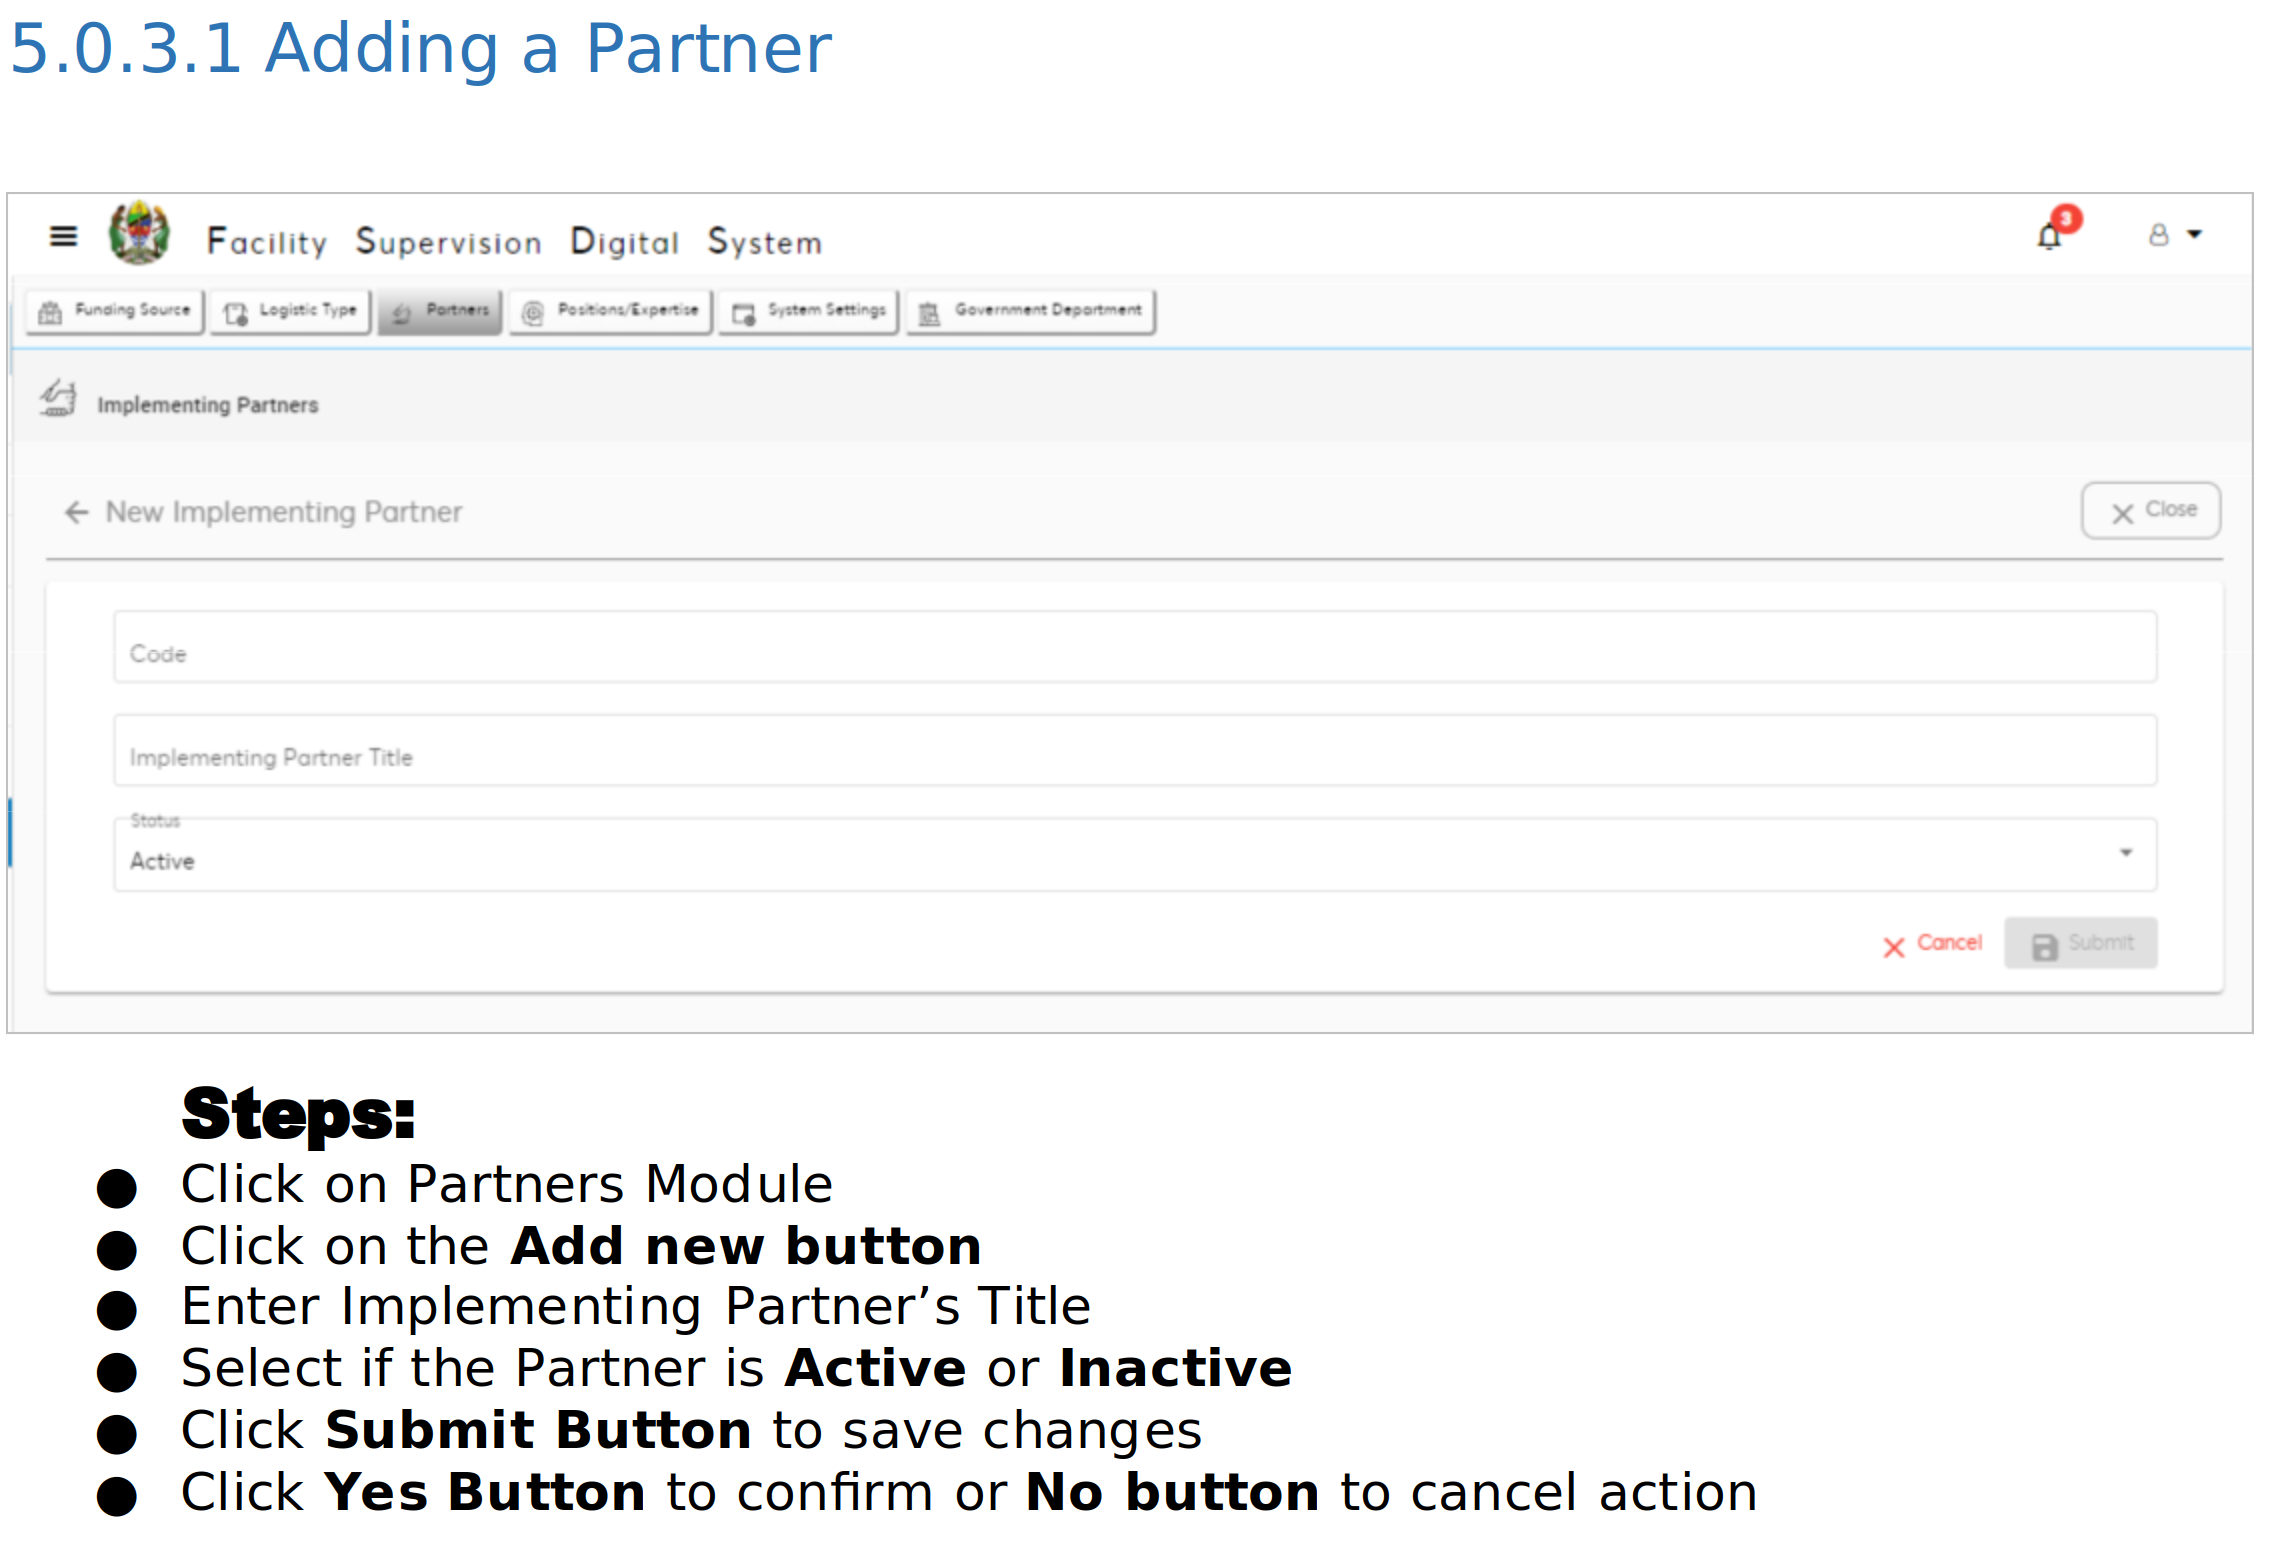 5.0.3.1 Adding a Partner
Facility Supervision Digital System
3
Funding Source Logistic Type Partners Positions/Expertise System Settings Government Department
Implementing Partners
New Implementing Partner
Close
Code
Implementing Partner Title
Status
Active
Cancel Submit
Steps:
● Click on Partners Module
● Click on the Add new button
● Enter Implementing Partner’s Title
● Select if the Partner is Active or Inactive
● Click Submit Button to save changes
● Click Yes Button to confirm or No button to cancel action